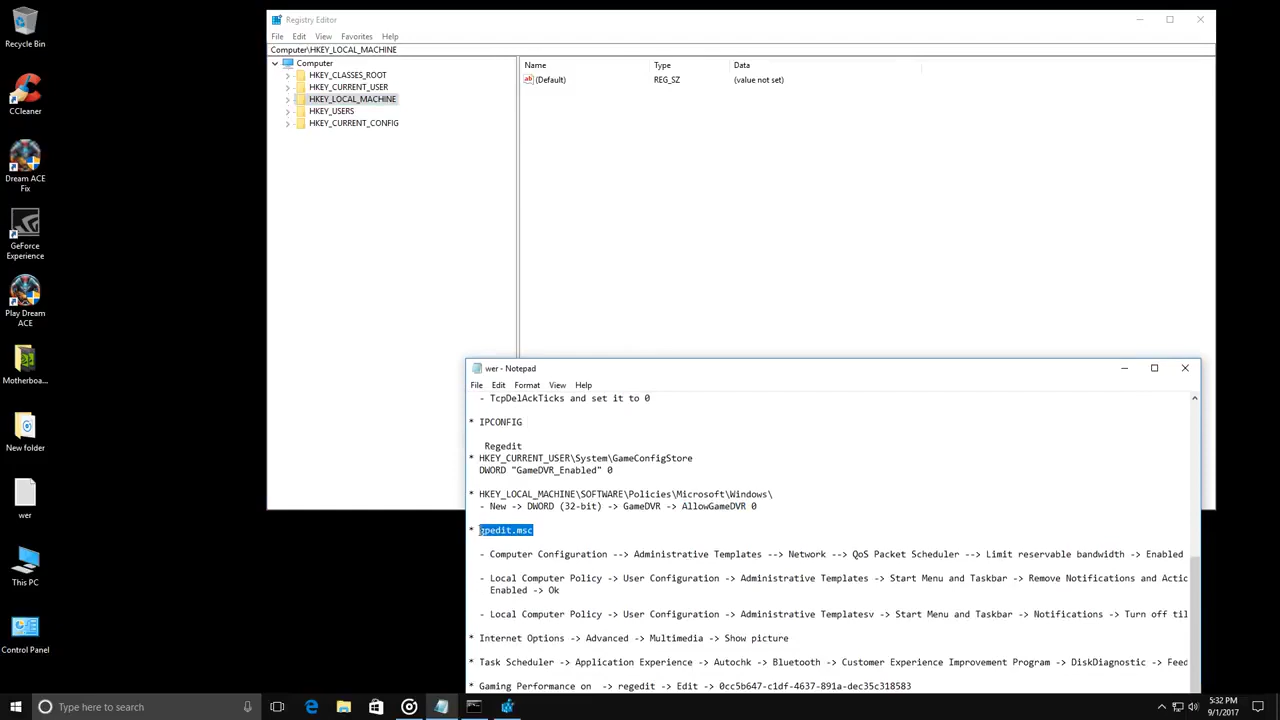 Recycle Bin
CCleaner
Dream ACE
Fix
GeForce
Experience
Play Dream
ACE
Motherboa...
New folder
wer
This PC
Control Panel
Registry Editor
File Edit View Favorites Help
Computer\HKEY_LOCAL_MACHINE
Computer
HKEY_CLASSES_ROOT
HKEY_CURRENT_USER
HKEY_LOCAL_MACHINE
HKEY_USERS
HKEY_CURRENT_CONFIG
Name Type Data
ab (Default) REG_SZ (value not set)
wer - Notepad
File Edit Format View Help
- TcpDelAckTicks and set it to 0
* IPCONFIG
Regedit
* HKEY_CURRENT_USER\System\GameConfigStore
DWORD "GameDVR_Enabled" 0
* HKEY_LOCAL_MACHINE\SOFTWARE\Policies\Microsoft\Windows\
- New -> DWORD (32-bit) -> GameDVR -> AllowGameDVR 0
* gpedit.msc
- Computer Configuration --> Administrative Templates --> Network --> QoS Packet Scheduler --> Limit reservable bandwidth -> Enabled
- Local Computer Policy -> User Configuration -> Administrative Templates -> Start Menu and Taskbar -> Remove Notifications and Actic
Enabled -> Ok
- Local Computer Policy -> User Configuration -> Administrative Templatesv -> Start Menu and Taskbar -> Notifications -> Turn off til
* Internet Options -> Advanced -> Multimedia -> Show picture
* Task Scheduler -> Application Experience -> Autochk -> Bluetooth -> Customer Experience Improvement Program -> DiskDiagnostic -> Feed
* Gaming Performance on -> regedit -> Edit -> 0cc5b647-c1df-4637-891a-dec35c318583
Type here to search
5:32 PM
9/1/2017